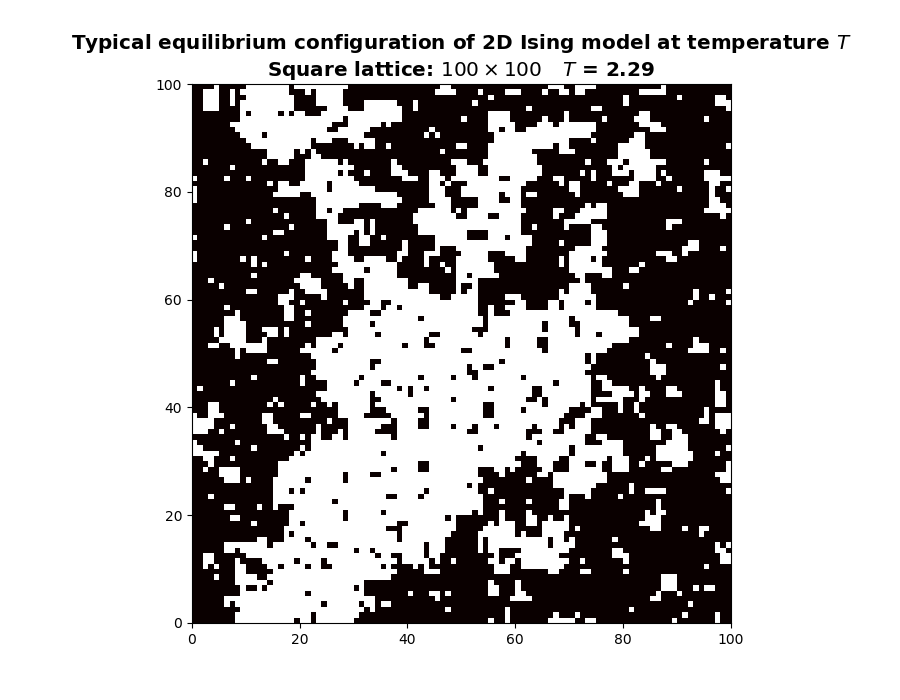 Typical equilibrium configuration of 2D Ising model at temperature T
Square lattice: 100 × 100 T = 2.29
100
80
60
40
20
0
0 20 40 60 80 100